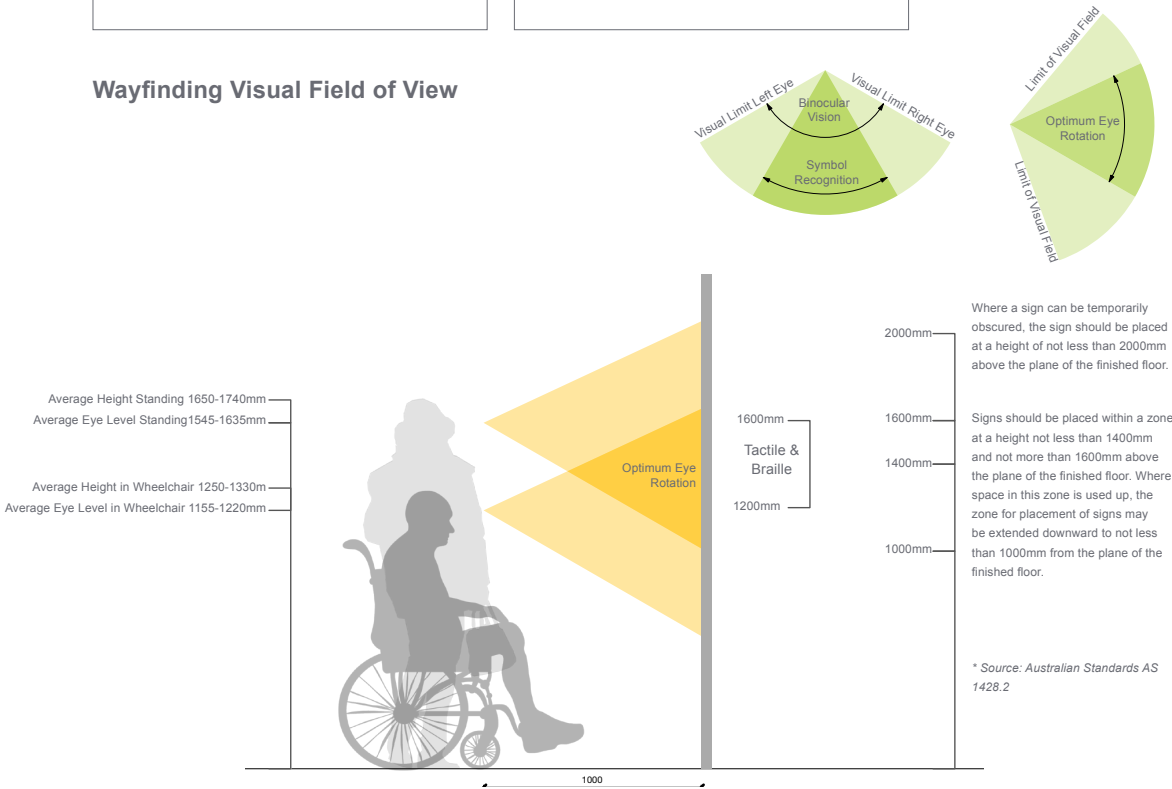 Wayfinding Visual Field of View
Visual Limit Left Eye
Binocular
Vision
Visual Limit Right Eye
Symbol
Recognition
Limit of Visual Field
Optimum Eye
Rotation
Limit of Visual Field
Average Height Standing 1650-1740mm
Average Eye Level Standing1545-1635mm
Average Height in Wheelchair 1250-1330m
Average Eye Level in Wheelchair 1155-1220mm
Optimum Eye
Rotation
1600mm
Tactile &
Braille
1200mm
2000mm
1600mm
1400mm
1000mm
Where a sign can be temporarily
obscured, the sign should be placed
at a height of not less than 2000mm
above the plane of the finished floor.
Signs should be placed within a zone
at a height not less than 1400mm
and not more than 1600mm above
the plane of the finished floor. Where
space in this zone is used up, the
zone for placement of signs may
be extended downward to not less
than 1000mm from the plane of the
finished floor.
* Source: Australian Standards AS
1428.2
1000